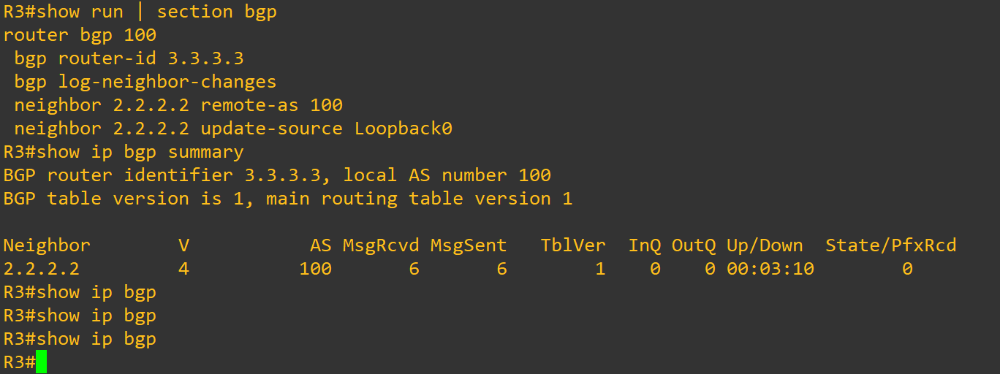 R3#show run | section bgp
router bgp 100
 bgp router-id 3.3.3.3
 bgp log-neighbor-changes
 neighbor 2.2.2.2 remote-as 100
 neighbor 2.2.2.2 update-source Loopback0
R3#show ip bgp summary
BGP router identifier 3.3.3.3, local AS number 100
BGP table version is 1, main routing table version 1

Neighbor        V           AS MsgRcvd MsgSent   TblVer  InQ OutQ Up/Down  State/PfxRcd
2.2.2.2         4          100       6       6        1    0    0 00:03:10        0
R3#show ip bgp
R3#show ip bgp
R3#show ip bgp
R3#